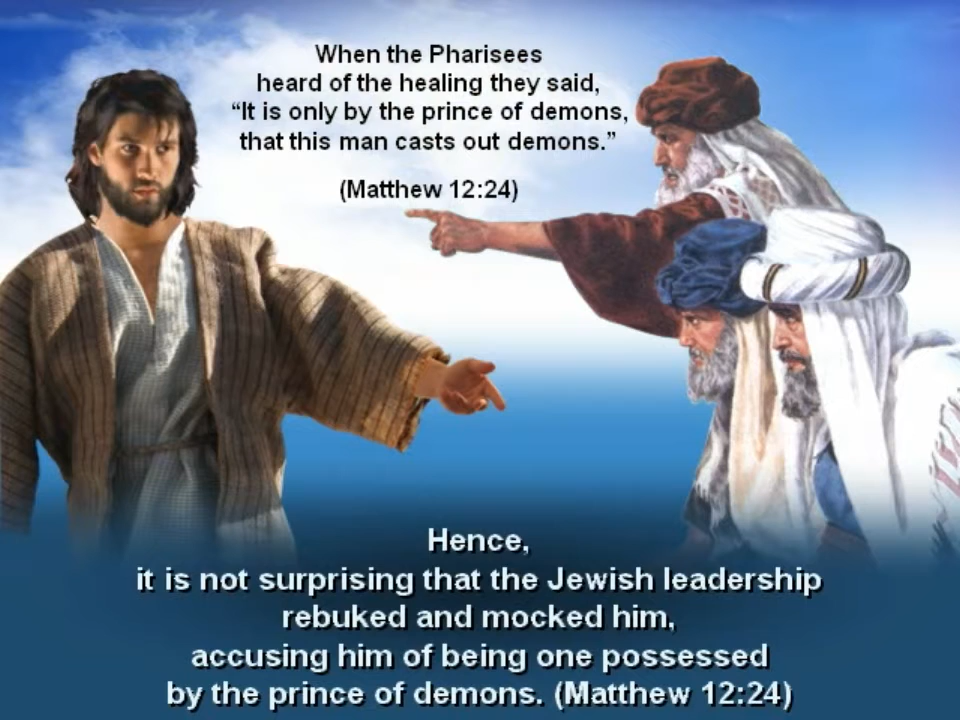 When the Pharisees
heard of the healing they said,
“It is only by the prince of demons,
that this man casts out demons.”
(Matthew 12:24)
Hence,
it is not surprising that the Jewish leadership
rebuked and mocked him,
accusing him of being one possessed
by the prince of demons. (Matthew 12:24)